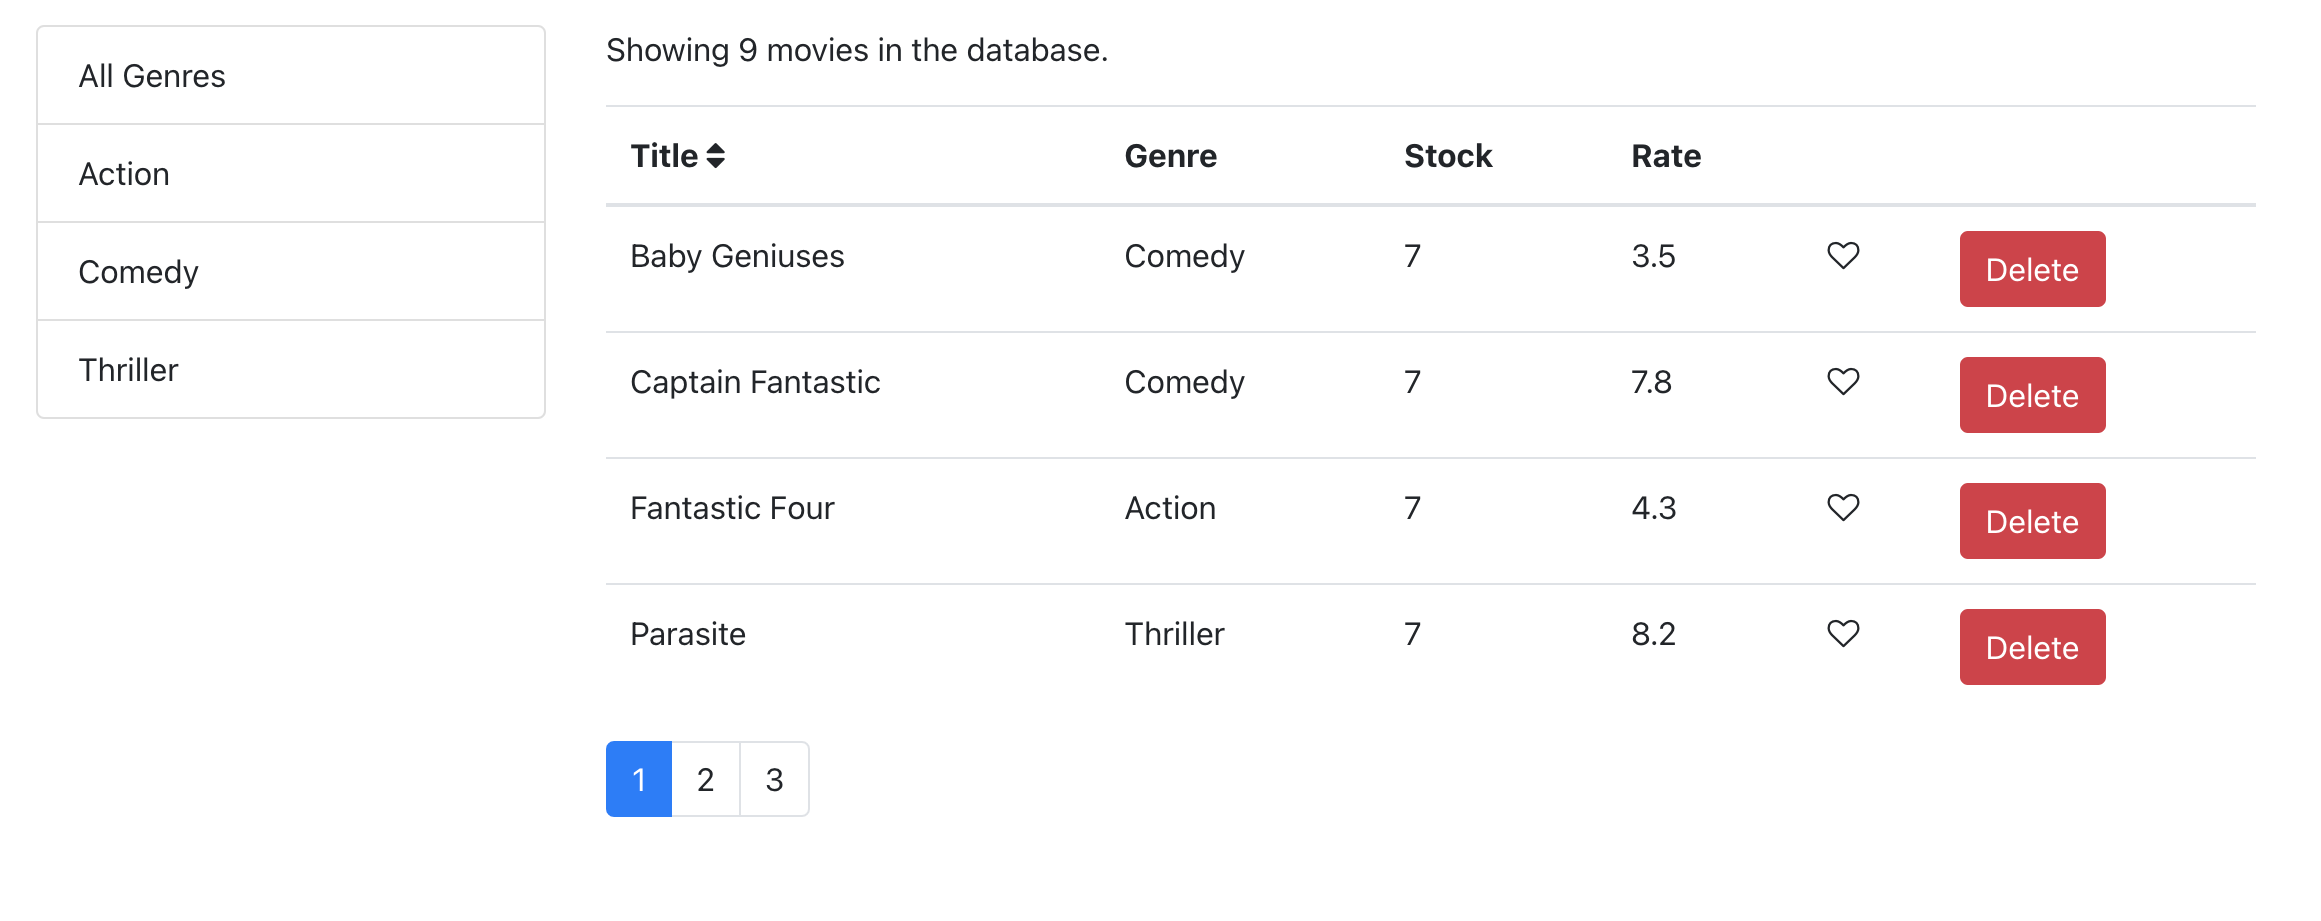 All Genres
Action
Comedy
Thriller
Showing 9 movies in the database.
Title Genre Stock Rate
Baby Geniuses Comedy 7 3.5 Delete
Captain Fantastic Comedy 7 7.8 Delete
Fantastic Four Action 7 4.3 Delete
Parasite Thriller 7 8.2 Delete
1 2 3